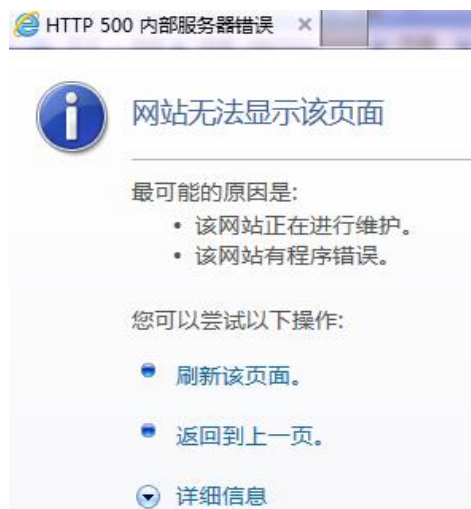 HTTP 500 内部服务器错误
网站无法显示该页面
最可能的原因是:
• 该网站正在进行维护。
• 该网站有程序错误。
您可以尝试以下操作:
刷新该页面。
返回到上一页。
详细信息